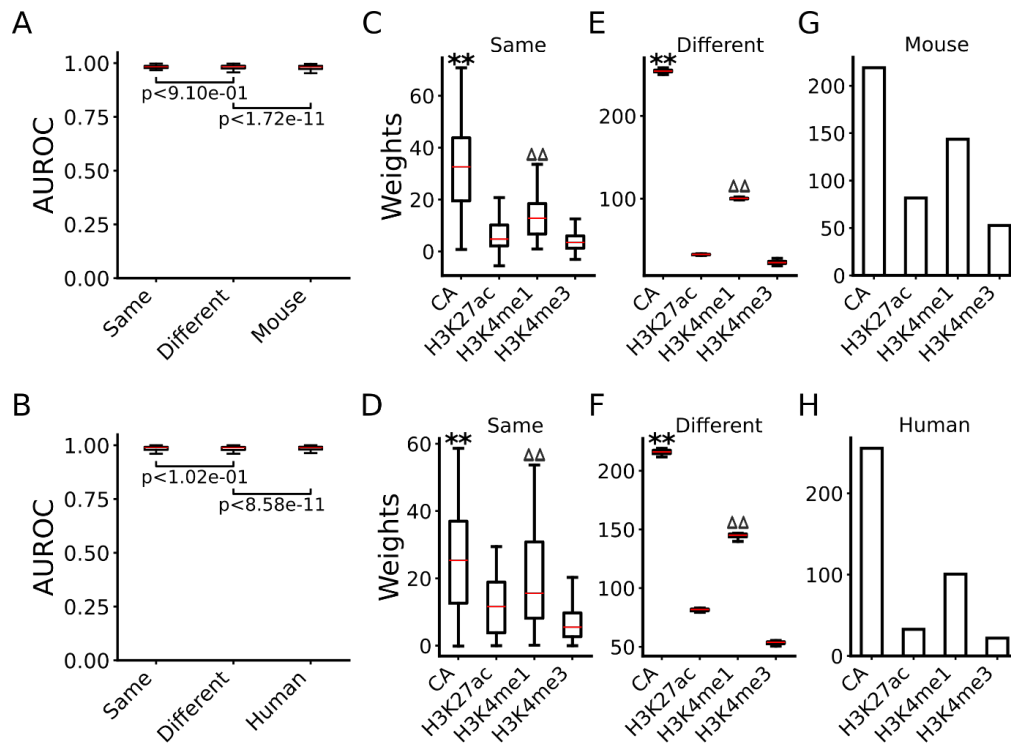 A
AUROC
1.00
0.75
0.50
0.25
0.00
p<9.10e-01
p<1.72e-11
Same
Different
Mouse
C
Same
Weights
60
40
20
0
**
ΔΔ
CA
H3K27ac
H3K4me1
H3K4me3
E
Different
200
100
**
ΔΔ
CA
H3K27ac
H3K4me1
H3K4me3
G
Mouse
200
150
100
50
0
CA
H3K27ac
H3K4me1
H3K4me3
B
AUROC
1.00
0.75
0.50
0.25
0.00
p<1.02e-01
p<8.58e-11
Same
Different
Human
D
Same
Weights
60
40
20
0
**
ΔΔ
CA
H3K27ac
H3K4me1
H3K4me3
F
Different
200
150
100
50
**
ΔΔ
CA
H3K27ac
H3K4me1
H3K4me3
H
Human
200
100
0
CA
H3K27ac
H3K4me1
H3K4me3